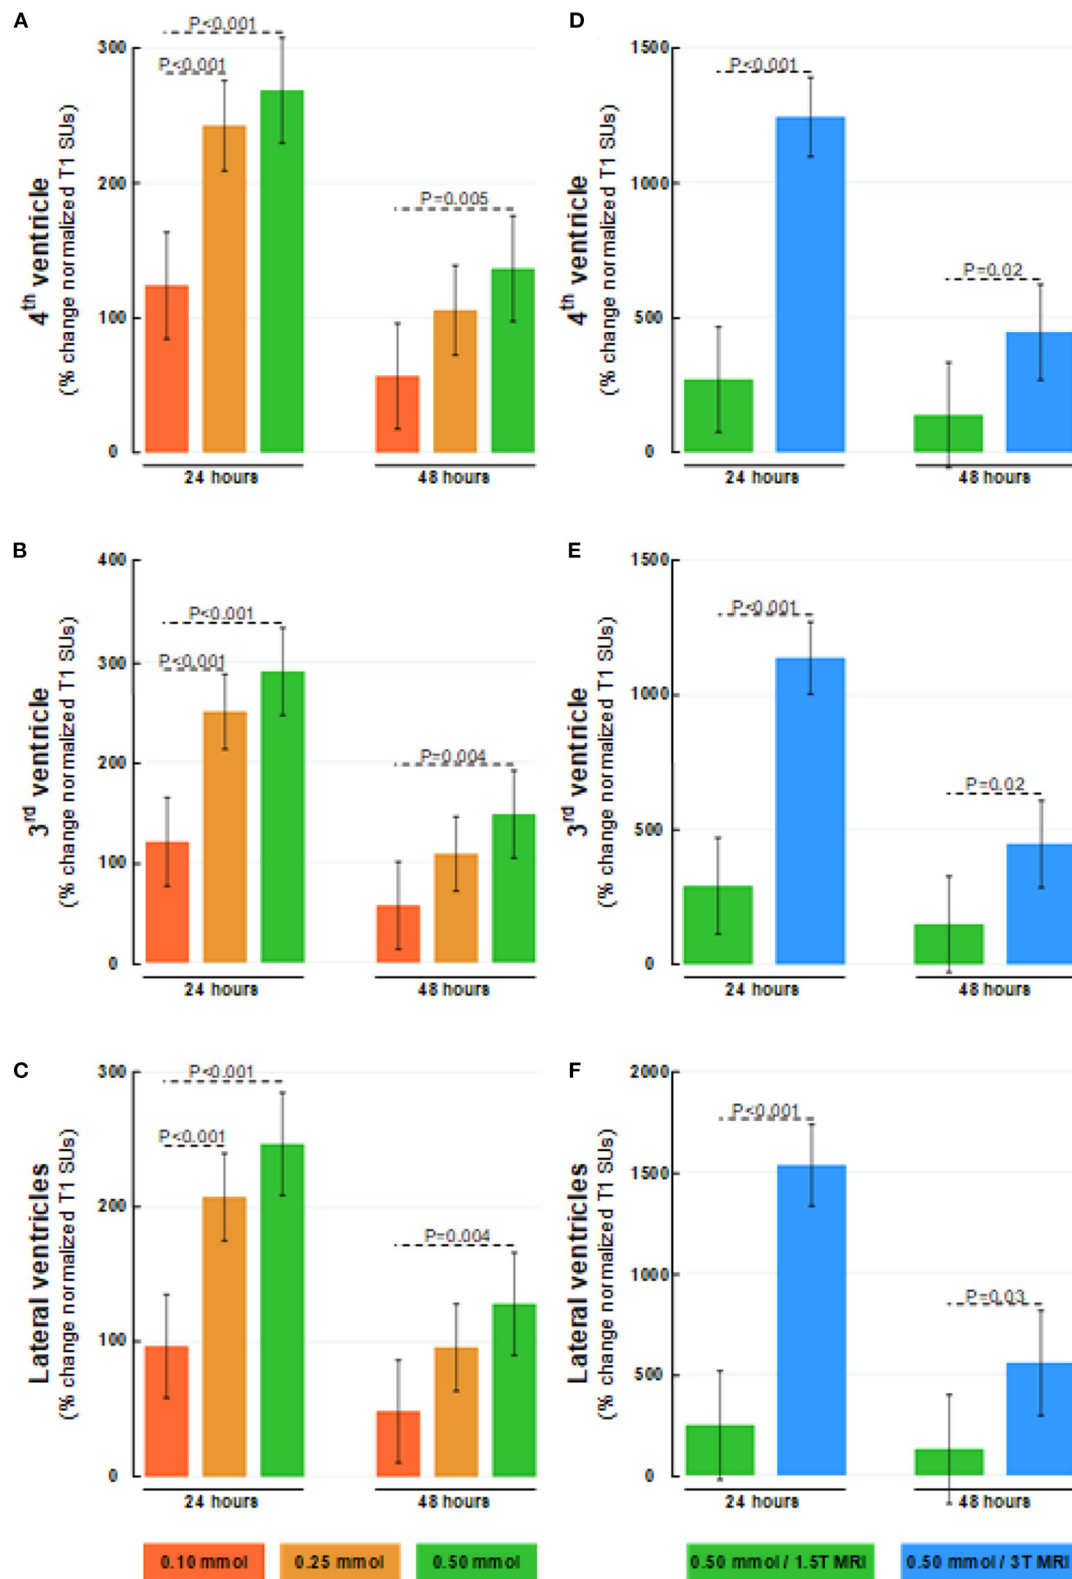 A
P<0.001
300
P<0.001
200
P=0.005
100
0
4th ventricle
(% change normalized T1 SUs)
24 hours
48 hours
D
1500
P<0.001
1000
P=0.02
500
0
4th ventricle
(% change normalized T1 SUs)
24 hours
48 hours
B
400
P<0.001
300
P<0.001
200
P=0.004
100
0
3rd ventricle
(% change normalized T1 SUs)
24 hours
48 hours
E
1500
P<0.001
1000
P=0.02
500
0
3rd ventricle
(% change normalized T1 SUs)
24 hours
48 hours
C
300
P<0.001
P<0.001
200
P=0.004
100
0
Lateral ventricles
(% change normalized T1 SUs)
24 hours
48 hours
F
2000
P<0.001
1500
1000
P=0.03
500
0
Lateral ventricles
(% change normalized T1 SUs)
24 hours
48 hours
0.10 mmol
0.25 mmol
0.50 mmol
0.50 mmol / 1.5T MRI
0.50 mmol / 3T MRI